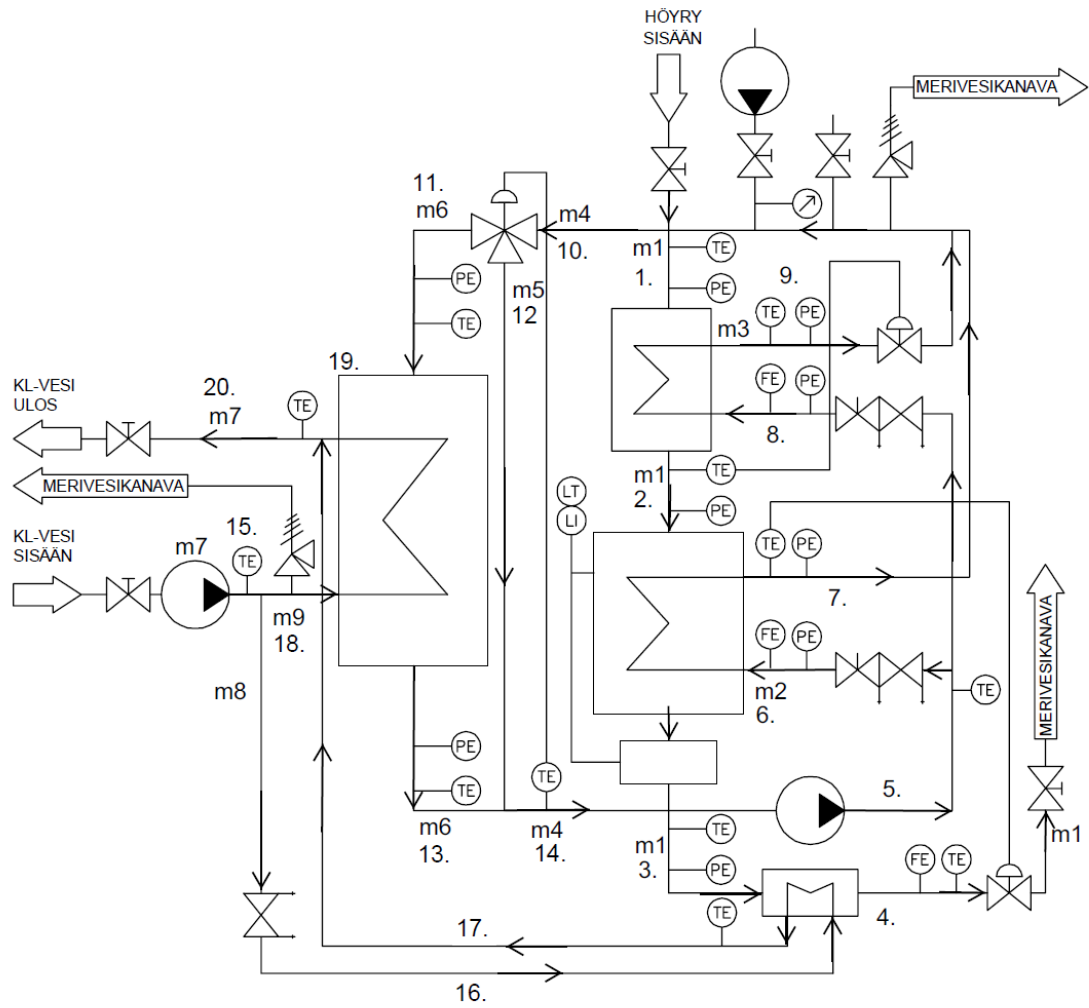 HÖYRY
SISÄÄN
MERIVESIKANAVA
11.
m6
m4
10.
m1
TE
1.
PE
9.
PE
TE
m5
12
TE
PE
m3
FE
PE
8.
19.
KL-VESI
ULOS
20.
m7
TE
m1
TE
2.
PE
MERIVESIKANAVA
LT
LI
KL-VESI
SISÄÄN
15.
TE
m7
m9
18.
TE
PE
7.
FE
PE
m2
6.
TE
MERIVESIKANAVA
m8
PE
TE
TE
5.
m6
13.
m4
14.
TE
m1
3.
PE
FE
TE
m1
4.
TE
17.
16.